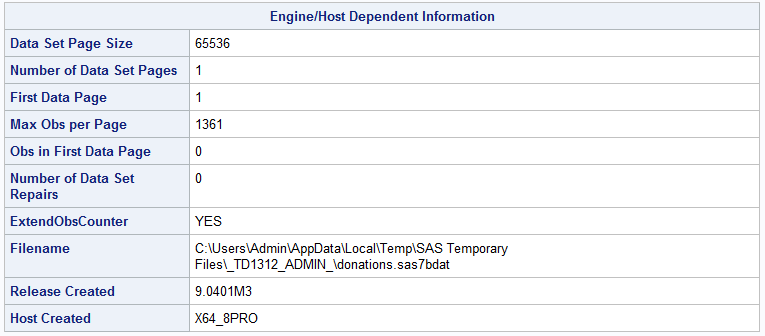 Engine/Host Dependent Information
Data Set Page Size 65536
Number of Data Set Pages 1
First Data Page 1
Max Obs per Page 1361
Obs in First Data Page 0
Number of Data Set 0
Repairs
ExtendObsCounter YES
Filename C:\Users\Admin\AppData\Local\Temp\SAS Temporary
Files\_TD1312_ADMIN_\donations.sas7bdat
Release Created 9.0401M3
Host Created X64_8PRO